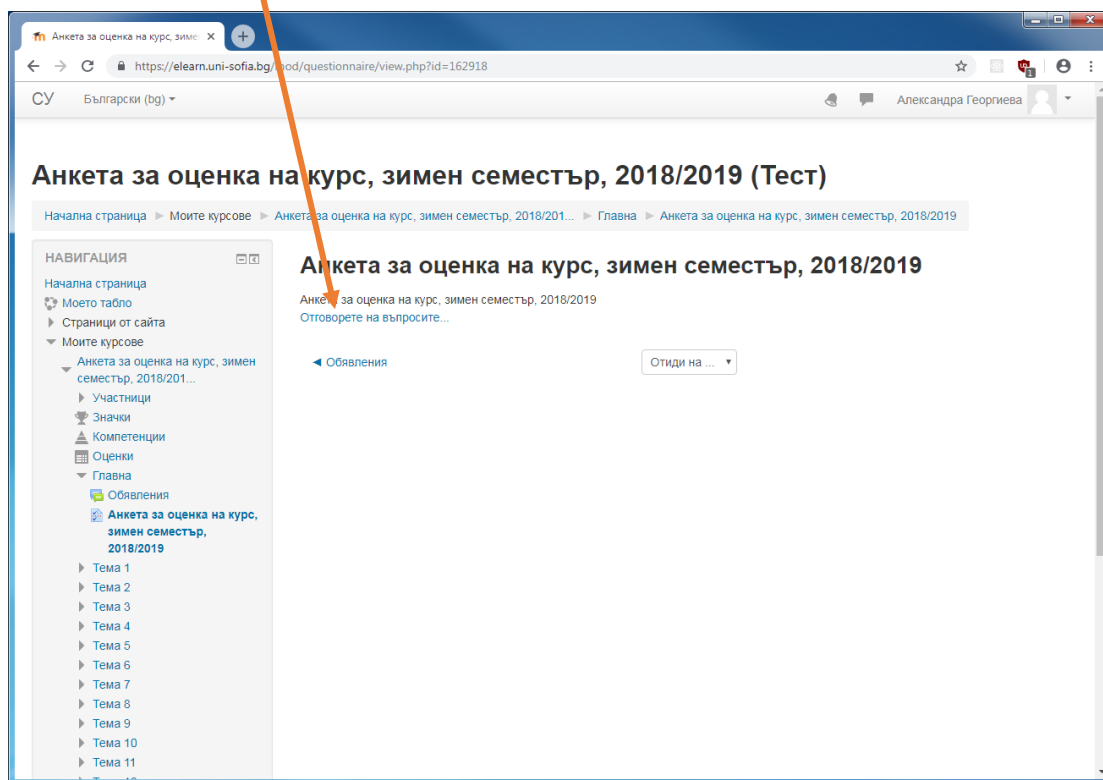 Анкета за оценка на курс, зиме
https://elearn.uni-sofia.bg/mod/questionnaire/view.php?id=162918
1
СУ Български (bg) Александра Георгиева
Анкета за оценка на курс, зимен семестър, 2018/2019 (Тест)
Начална страница Моите курсове Анкета за оценка на курс, зимен семестър, 2018/201... Главна Анкета за оценка на курс, зимен семестър, 2018/2019
НАВИГАЦИЯ
Начална страница
Моето табло
Страници от сайта
Моите курсове
Анкета за оценка на курс, зимен
семестър, 2018/201...
Участници
Значки
Компетенции
Оценки
Главна
Обявления
Анкета за оценка на курс,
зимен семестър,
2018/2019
Тема 1
Тема 2
Тема 3
Тема 4
Тема 5
Тема 6
Тема 7
Тема 8
Тема 9
Тема 10
Тема 11
Анкета за оценка на курс, зимен семестър, 2018/2019
Анкета за оценка на курс, зимен семестър, 2018/2019
Отговорете на въпросите...
Обявления
Отиди на ...